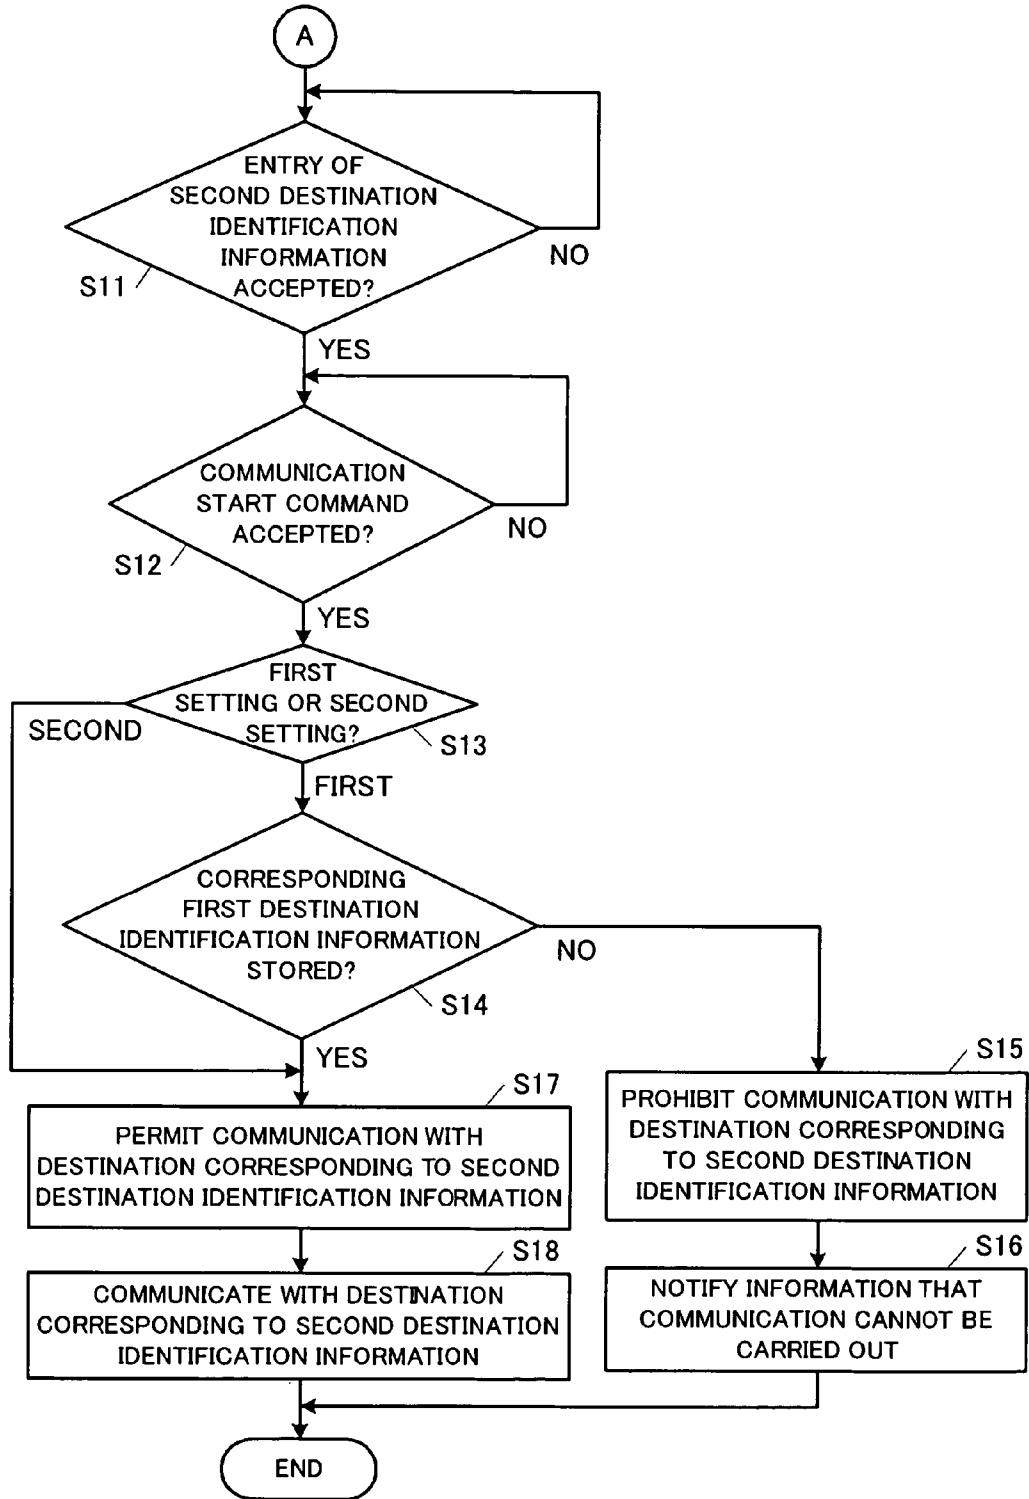 A
ENTRY OF
SECOND DESTINATION
IDENTIFICATION
INFORMATION
ACCEPTED?
NO
S11
YES
COMMUNICATION
START COMMAND
ACCEPTED?
NO
S12
YES
FIRST
SETTING OR SECOND
SETTING?
SECOND
S13
FIRST
CORRESPONDING
FIRST DESTINATION
IDENTIFICATION INFORMATION
STORED?
NO
S14
YES
S15
PROHIBIT COMMUNICATION WITH
DESTINATION CORRESPONDING
TO SECOND DESTINATION
IDENTIFICATION INFORMATION
S17
PERMIT COMMUNICATION WITH
DESTINATION CORRESPONDING TO SECOND
DESTINATION IDENTIFICATION INFORMATION
S16
NOTIFY INFORMATION THAT
COMMUNICATION CANNOT BE
CARRIED OUT
S18
COMMUNICATE WITH DESTINATION
CORRESPONDING TO SECOND DESTINATION
IDENTIFICATION INFORMATION
END